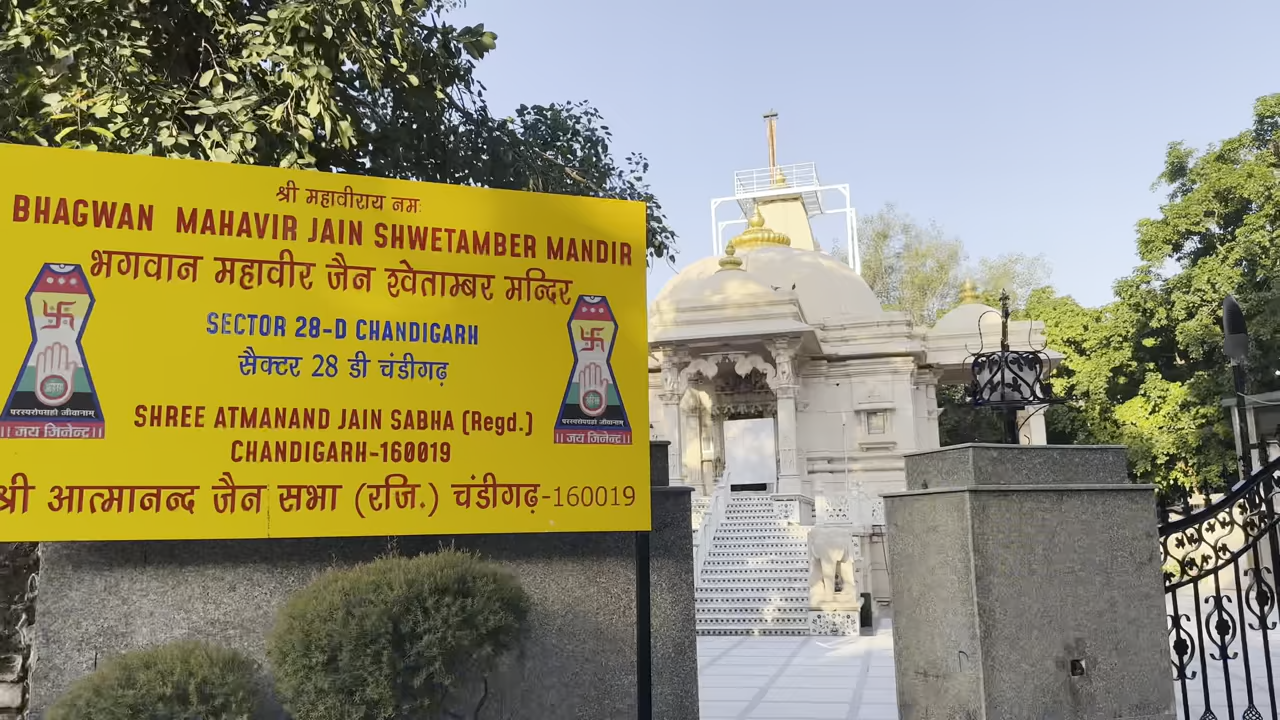 श्री महावीराय नमः
BHAGWAN MAHAVIR JAIN SHWETAMBER MANDIR
भगवान महावीर जैन श्वेताम्बर मन्दिर
SECTOR 28-D CHANDIGARH
सैक्टर 28 डी चंडीगढ़
SHREE ATMANAND JAIN SABHA (Regd.)
CHANDIGARH-160019
श्री आत्मानन्द जैन सभा (रजि.) चंडीगढ़-160019
परस्परोपग्रहो जीवानाम्
|| जय जिनेन्द्र ||
परस्परोपग्रहो जीवानाम्
|| जय जिनेन्द्र ||